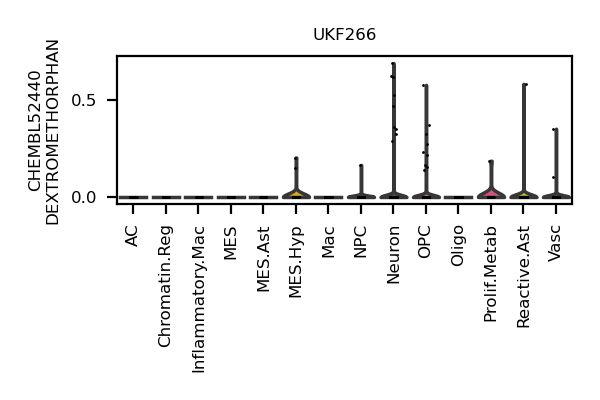 UKF266
CHEMBL52440
DEXTROMETHORPHAN
0.5
0.0
AC
Chromatin.Reg
Inflammatory.Mac
MES
MES.Ast
MES.Hyp
Mac
NPC
Neuron
OPC
Oligo
Prolif.Metab
Reactive.Ast
Vasc